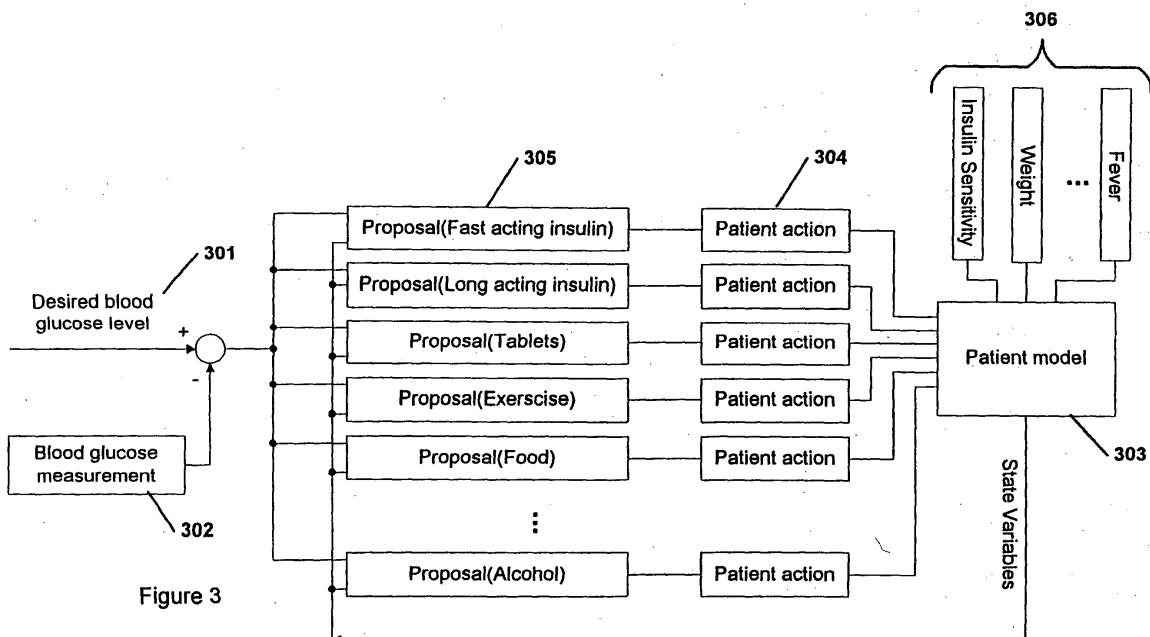 306
Insulin Sensitivity
Weight
...
Fever
305
304
Proposal(Fast acting insulin)
Patient action
301
Desired blood
glucose level
+
-
Proposal(Long acting insulin)
Patient action
Proposal(Tablets)
Patient action
Patient model
Proposal(Exerscise)
Patient action
303
Blood glucose
measurement
302
Proposal(Food)
Patient action
State Variables
...
Proposal(Alcohol)
Patient action
Figure 3